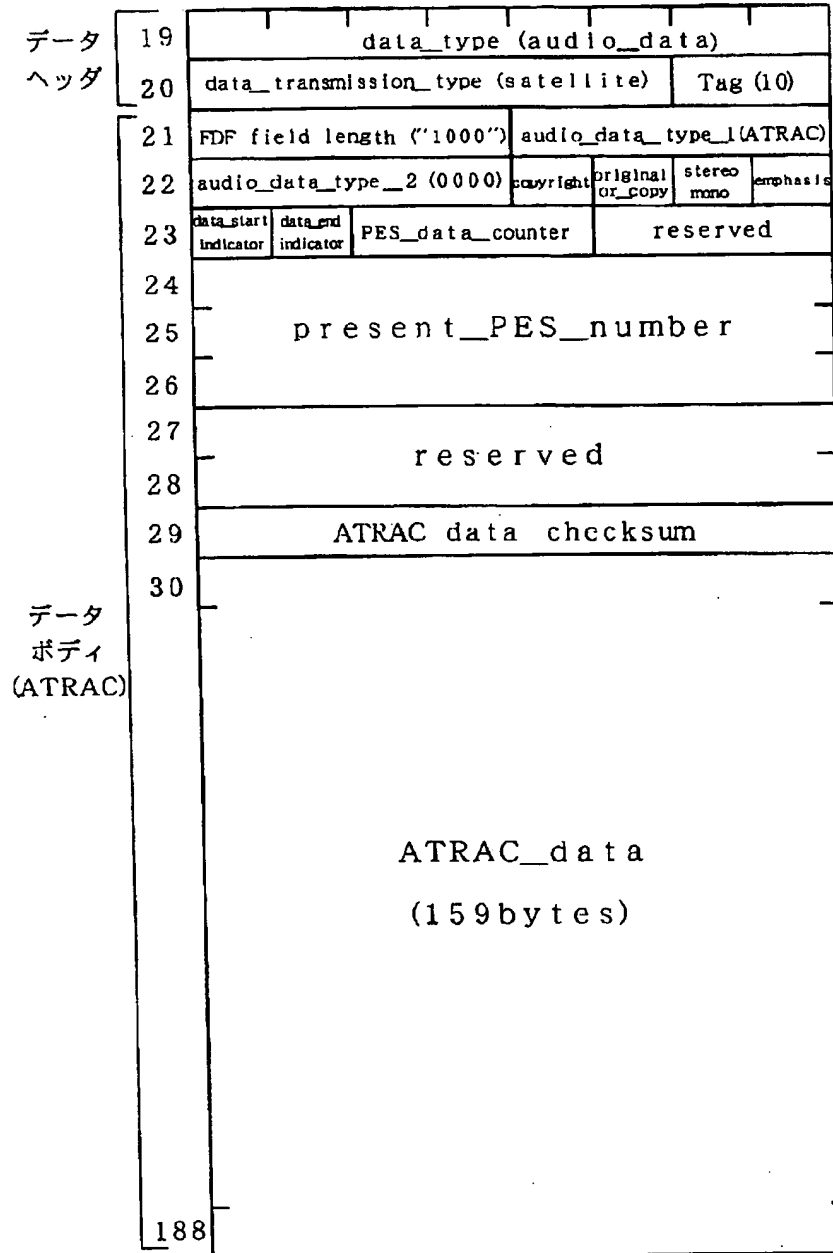 データ
ヘッダ
19 data_type (audio_data)
20 data_transmission_type (satellite) Tag (10)
21 FDF field length ("1000") audio_data_type_1(ATRAC)
22 audio_data_type_2 (0000) copyright original or_copy stereo mono emphasis
23 data_start indicator data_end indicator PES_data_counter reserved
24
25 present_PES_number
26
27
reserved
28
29 ATRAC data checksum
30
データ
ボディ
(ATRAC)
ATRAC_data
(159bytes)
188